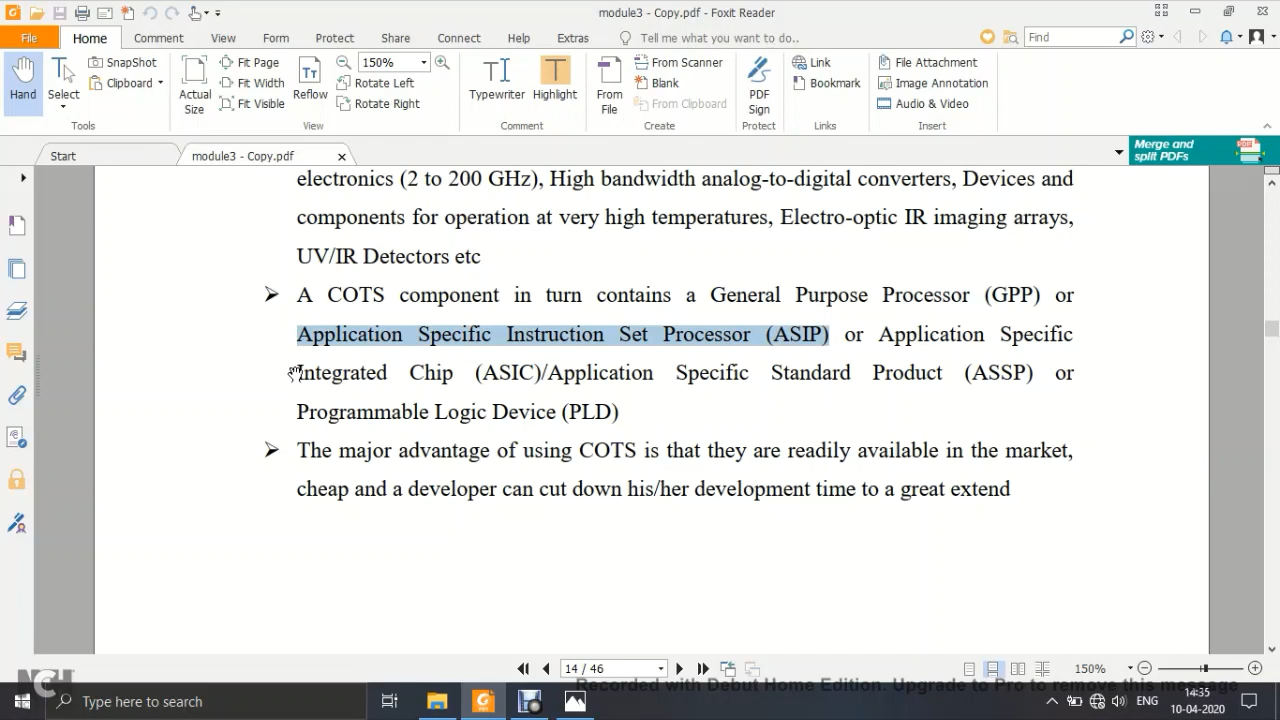 module3 - Copy.pdf - Foxit Reader
File Home Comment View Form Protect Share Connect Help Extras Tell me what you want to do.. Find
Hand
Select
SnapShot
Clipboard
Tools
Actual Size
Fit Page
Fit Width
Fit Visible
Reflow
150%
Rotate Left
Rotate Right
View
Typewriter
Highlight
Comment
From File
From Scanner
Blank
From Clipboard
Create
PDF Sign
Protect
Link
Bookmark
Links
File Attachment
Image Annotation
Audio & Video
Insert
Start
module3 - Copy.pdf
Merge and
split PDFs
electronics (2 to 200 GHz), High bandwidth analog-to-digital converters, Devices and
components for operation at very high temperatures, Electro-optic IR imaging arrays,
UV/IR Detectors etc
➢ A COTS component in turn contains a General Purpose Processor (GPP) or
Application Specific Instruction Set Processor (ASIP) or Application Specific
Integrated Chip (ASIC)/Application Specific Standard Product (ASSP) or
Programmable Logic Device (PLD)
➢ The major advantage of using COTS is that they are readily available in the market,
cheap and a developer can cut down his/her development time to a great extend
14 / 46
150%
NCH
Recorded with Debut Home Edition. Upgrade to Pro to remove this message
Type here to search
ENG
14:35
10-04-2020